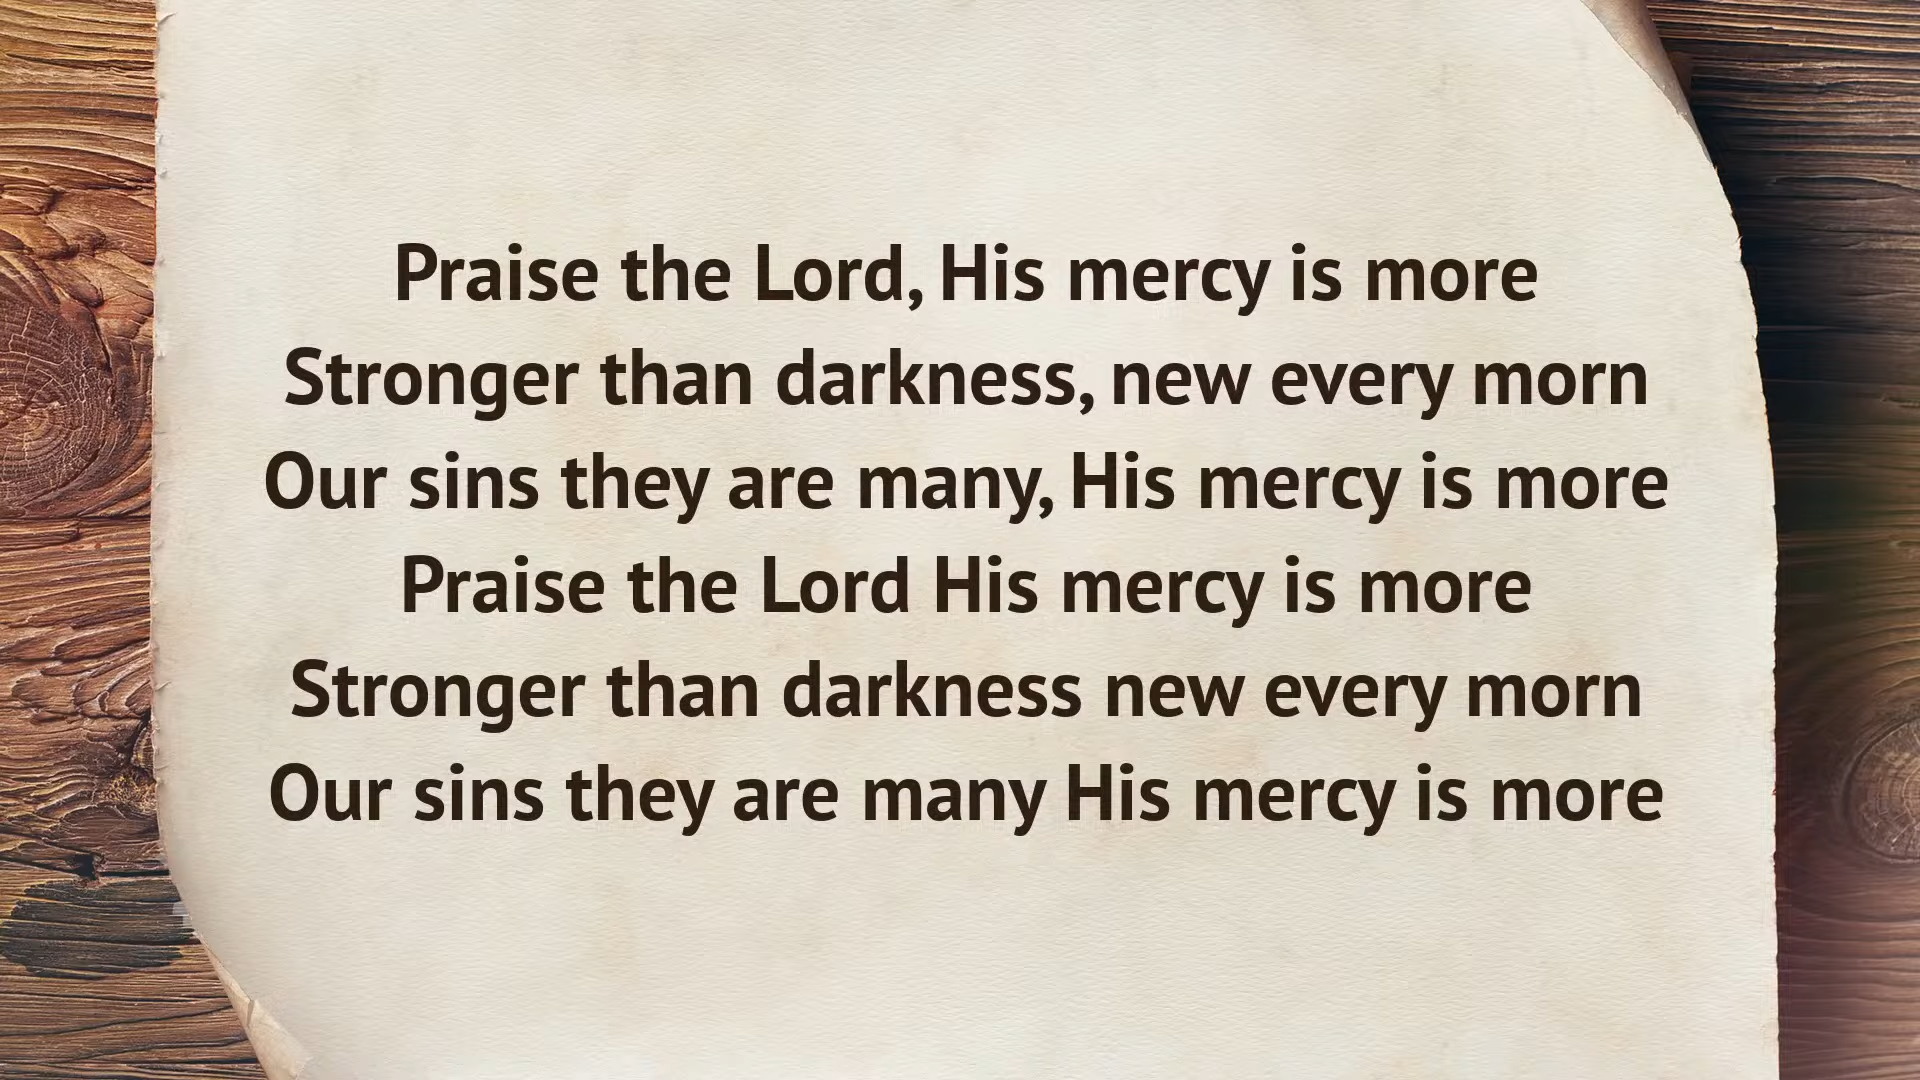 Praise the Lord, His mercy is more
Stronger than darkness, new every morn
Our sins they are many, His mercy is more
Praise the Lord His mercy is more
Stronger than darkness new every morn
Our sins they are many His mercy is more